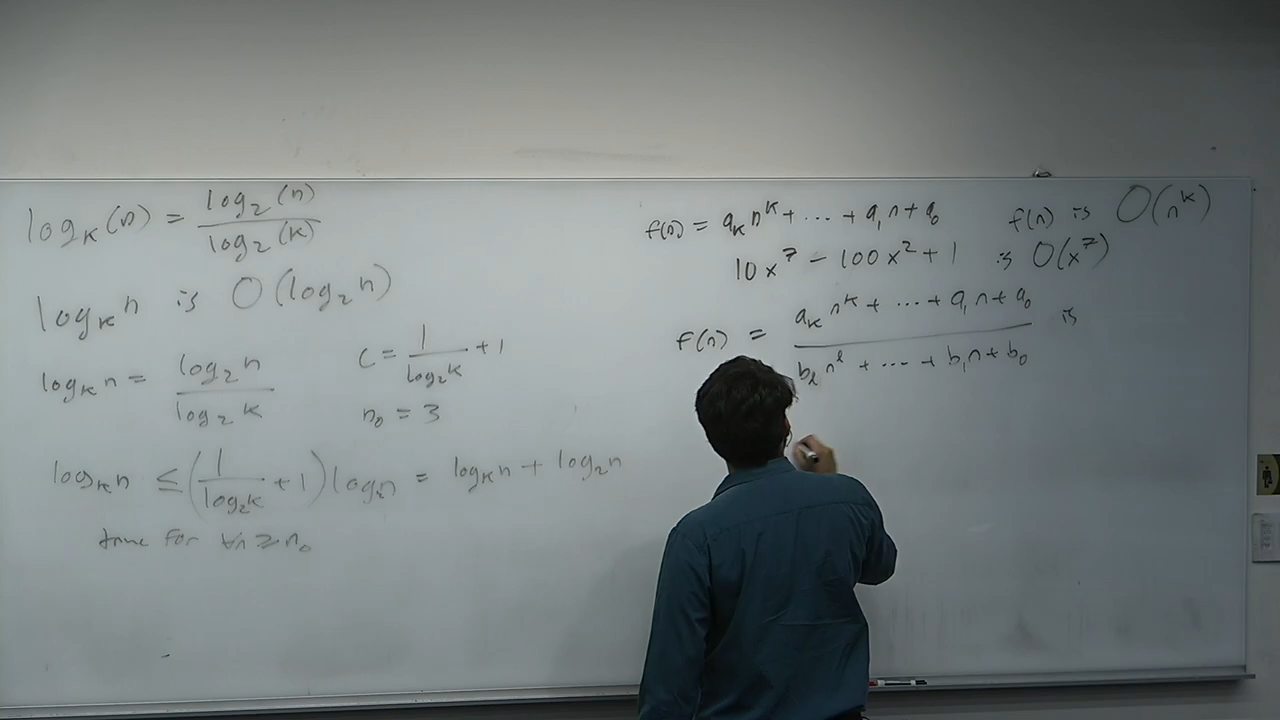 log_k(n) = log_2(n) / log_2(k)
log_k n is O(log_2 n)
log_k n = log_2 n / log_2 k
C = 1 / log_2 k + 1
n_0 = 3
log_k n ≤ (1 / log_2 k + 1) log_2 n = log_k n + log_2 n
true for ∀n ≥ n_0
f(n) = a_k n^k + ... + a_1 n + a_0 f(n) is O(n^k)
10x^7 - 100x^2 + 1 is O(x^7)
f(n) = a_k n^k + ... + a_1 n + a_0 / b_l n^l + ... + b_1 n + b_0 is